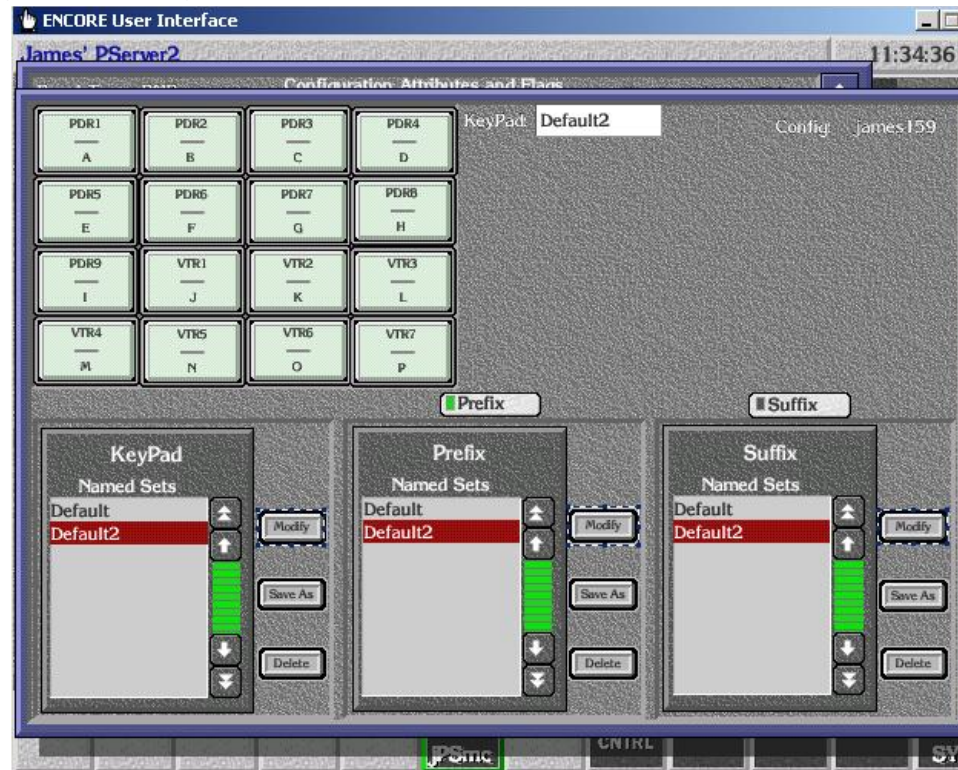 ENCORE User Interface
James' PServer2
11:34:36
Configuration Attributes and Flags
KeyPad: Default2
Config: james159
PDR1 PDR2 PDR3 PDR4
A B C D
PDR5 PDR6 PDR7 PDR8
E F G H
PDR9 VTR1 VTR2 VTR3
I J K L
VTR4 VTR5 VTR6 VTR7
M N O P
Prefix
Suffix
KeyPad
Named Sets
Default
Default2
Modify
Save As
Delete
Prefix
Named Sets
Default
Default2
Modify
Save As
Delete
Suffix
Named Sets
Default
Default2
Modify
Save As
Delete
PSmc
CNTRL
SY